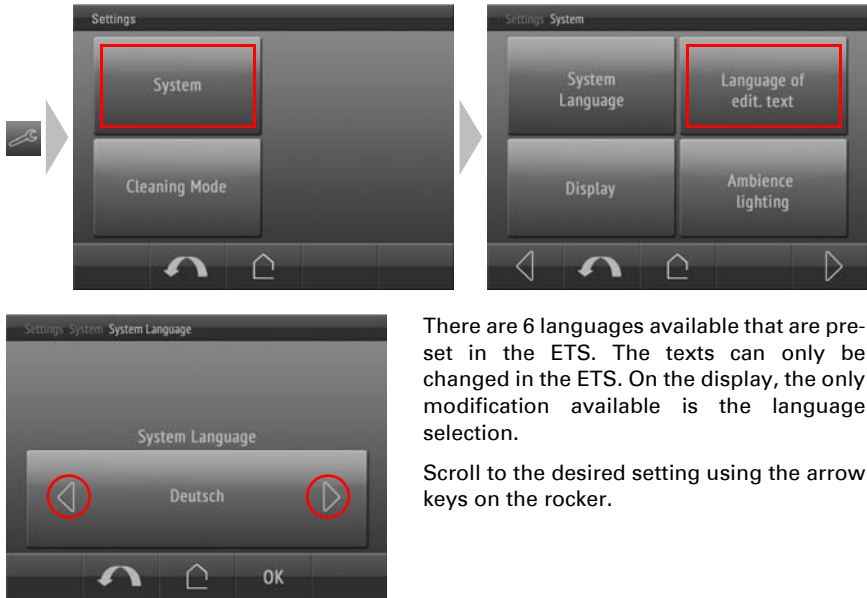 Settings
System
Cleaning Mode
Settings System
System
Language
Language of
edit. text
Display
Ambience
lighting
Settings System System Language
System Language
Deutsch
OK
There are 6 languages available that are pre-
set in the ETS. The texts can only be
changed in the ETS. On the display, the only
modification available is the language
selection.
Scroll to the desired setting using the arrow
keys on the rocker.